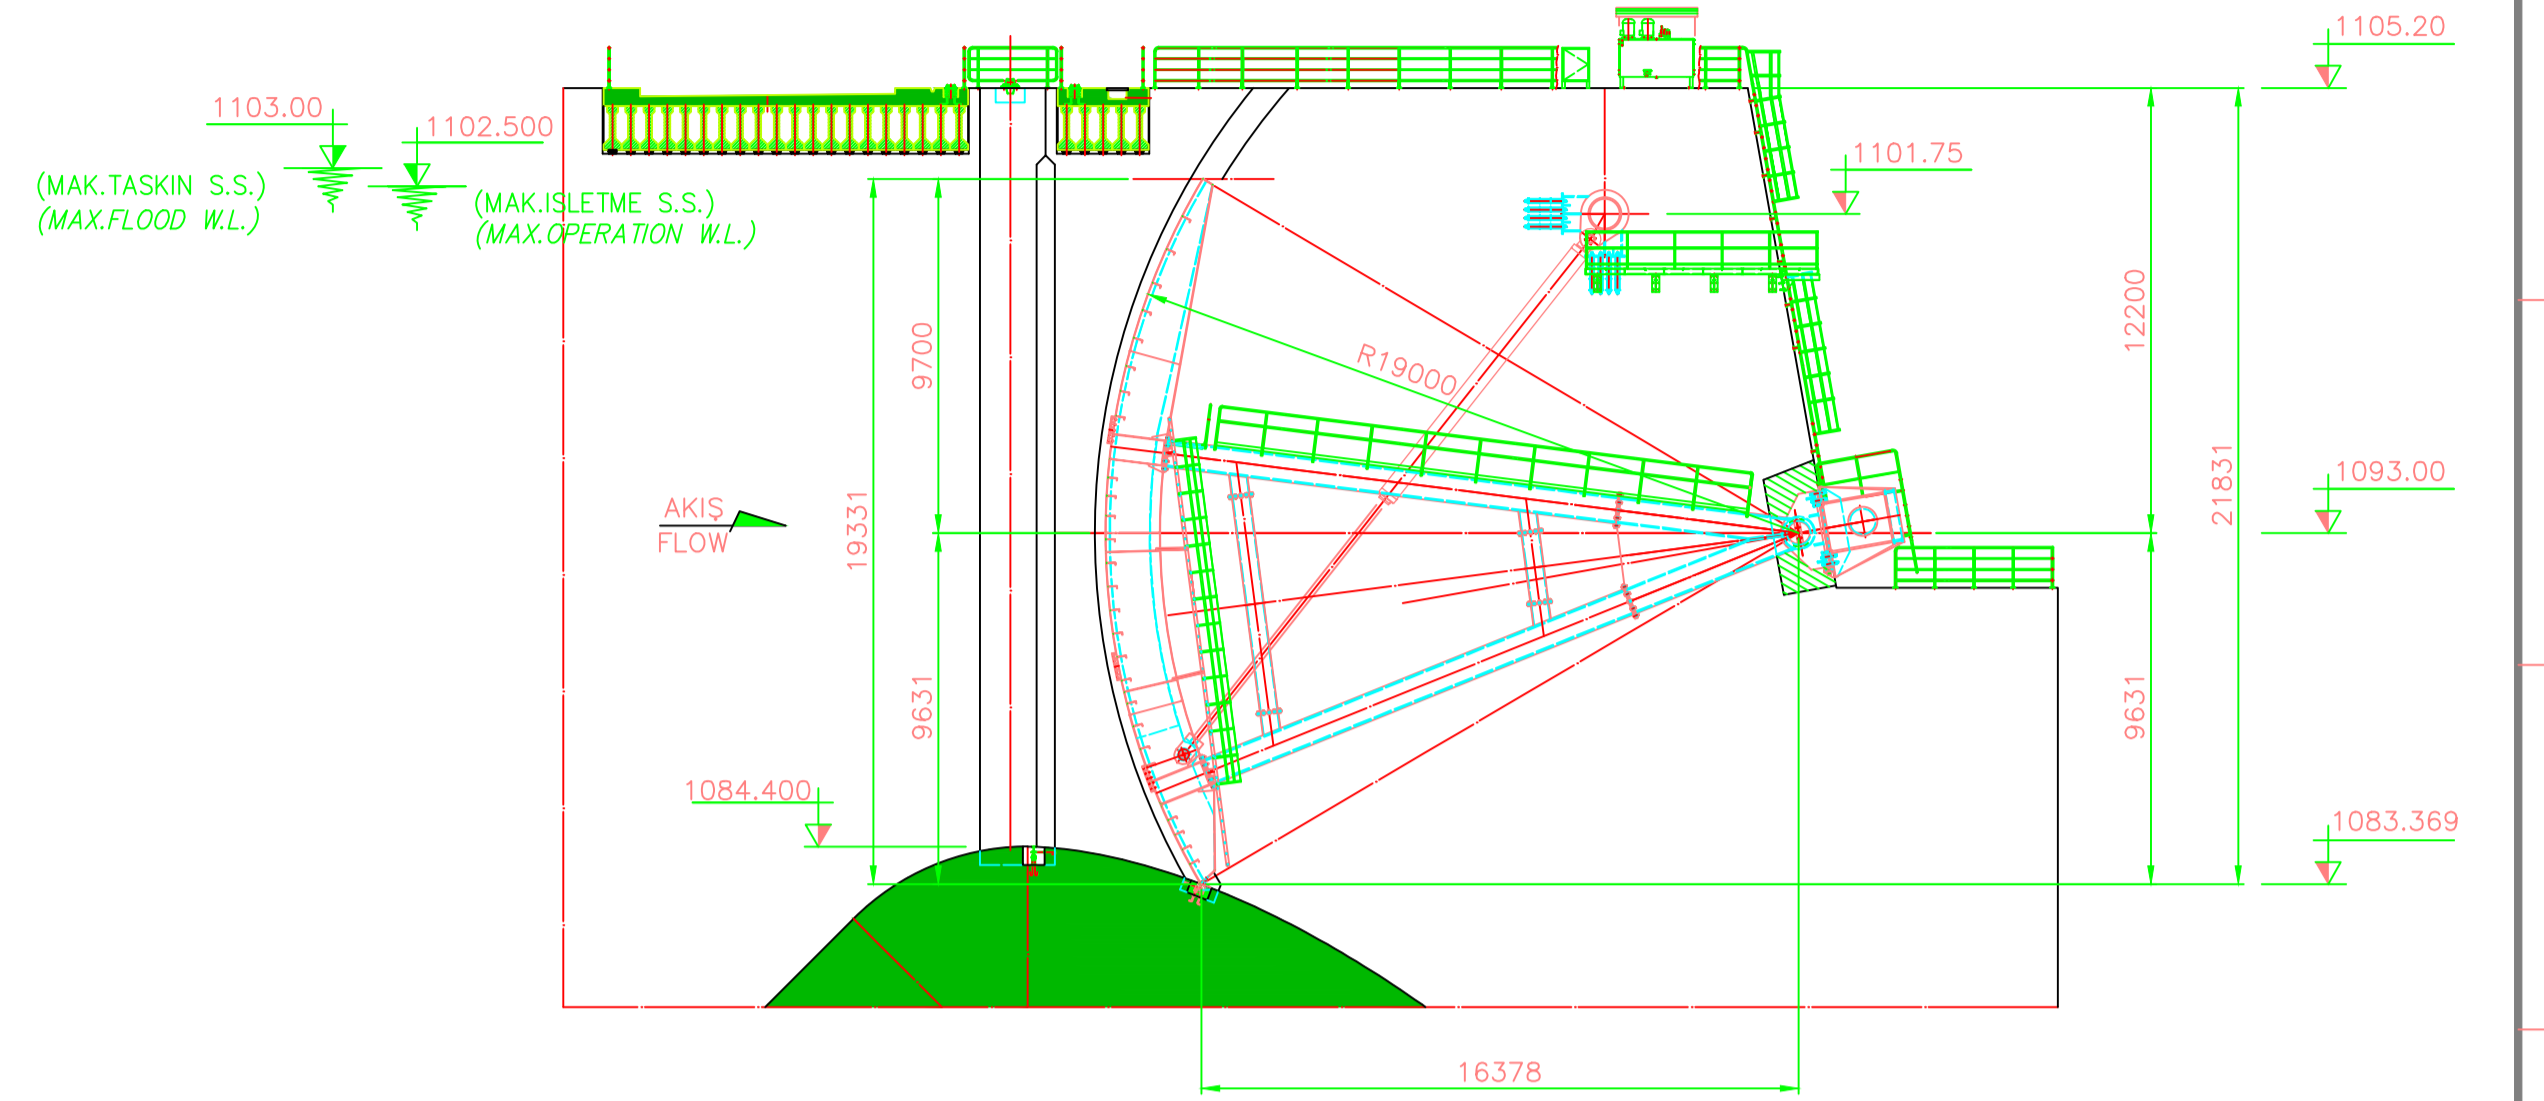 1105.20
1103.00
1102.500
(MAK.TASKIN S.S.)
(MAX.FLOOD W.L.)
(MAK.ISLETME S.S.)
(MAX.OPERATION W.L.)
1101.75
12200
9700
R19000
19331
21831
1093.00
AKIŞ
FLOW
9631
9631
1084.400
1083.369
16378